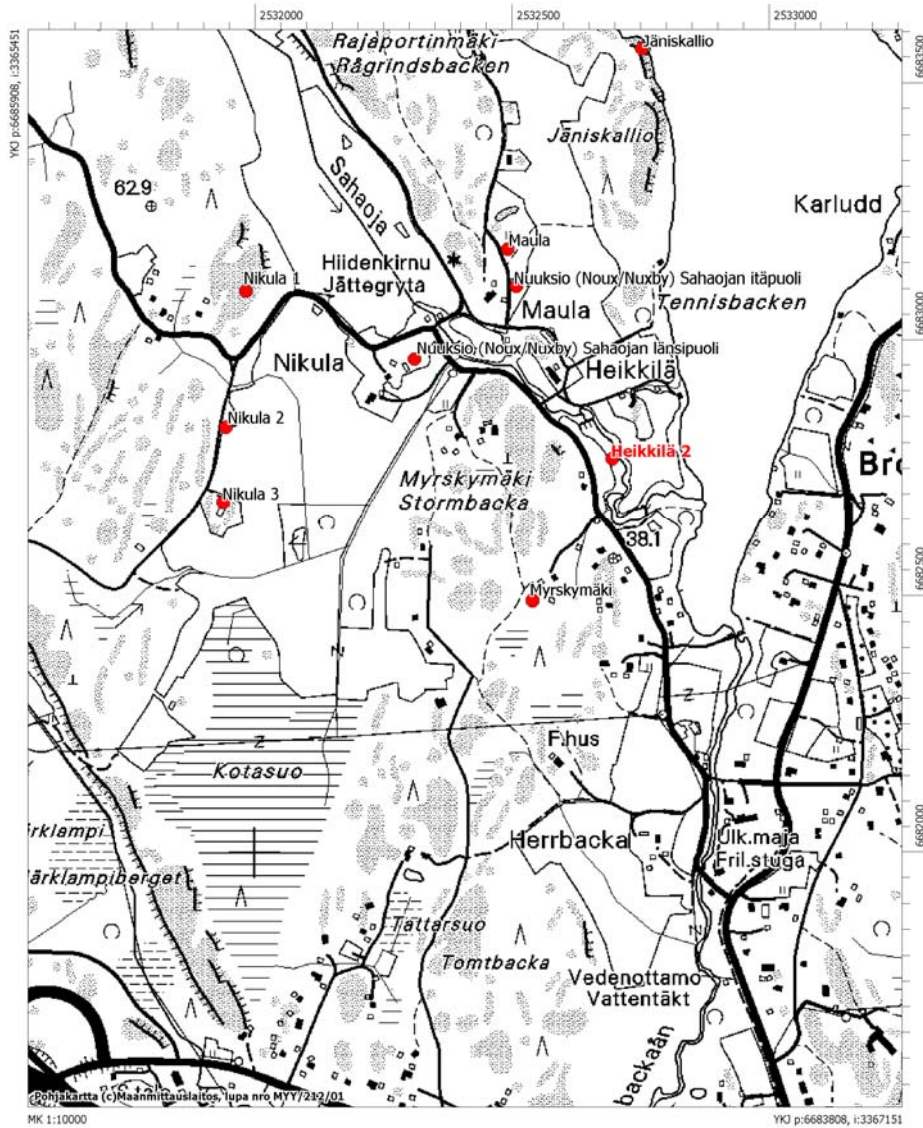 2532000
2532500
2533000
YKJ p:6685908, i:3365451
6683500
Rajaportinmäki
Rågrindsbacken
Jäniskallio
Jäniskallio
Sahaoja
62.9
Karludd
Maula
Nikula 1
Hiidenkirnu
Jättegryta
Nuuksio (Noux/Nuxby) Sahaojan itäpuoli
Maula
Tennisbacken
6683000
Nikula
Nuuksio (Noux/Nuxby) Sahaojan länsipuoli
Heikkilä
Nikula 2
Heikkilä 2
Myrskymäki
Stormbacka
Nikula 3
38.1
6682500
Myrskymäki
Z
Z
Z
Kotasuo
F.hus
Herrbacka
Ulk.maja
Fril.stuga
6682000
Tattarsuo
Tomtbacka
Vedenottamo
Vattentäkt
backaån
Pohjakartta (c)Maanmittauslaitos, lupa nro MYY/212/01
MK 1:10000
YKJ p:6683808, i:3367151